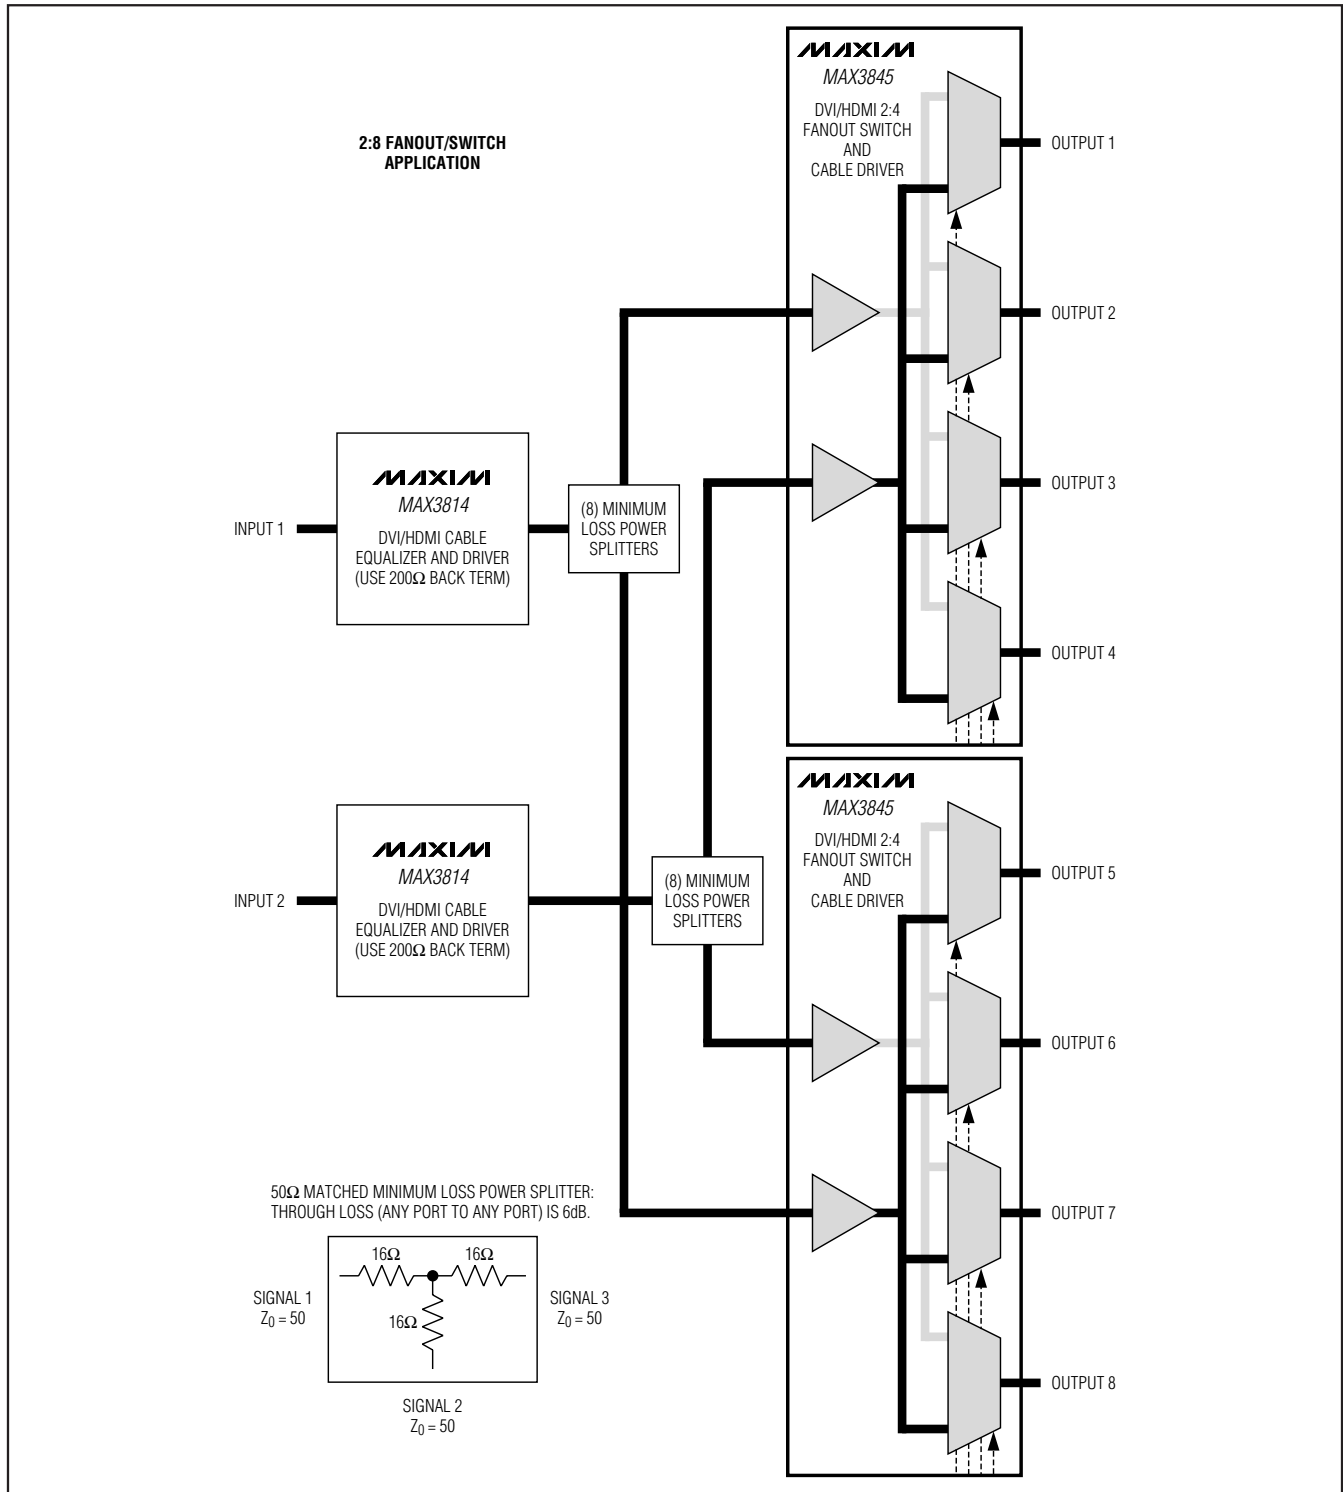 2:8 FANOUT/SWITCH
APPLICATION
MAXIM
MAX3845
DVI/HDMI 2:4
FANOUT SWITCH
AND
CABLE DRIVER
OUTPUT 1
OUTPUT 2
OUTPUT 3
OUTPUT 4
INPUT 1
MAXIM
MAX3814
DVI/HDMI CABLE
EQUALIZER AND DRIVER
(USE 200Ω BACK TERM)
(8) MINIMUM
LOSS POWER
SPLITTERS
INPUT 2
MAXIM
MAX3814
DVI/HDMI CABLE
EQUALIZER AND DRIVER
(USE 200Ω BACK TERM)
(8) MINIMUM
LOSS POWER
SPLITTERS
MAXIM
MAX3845
DVI/HDMI 2:4
FANOUT SWITCH
AND
CABLE DRIVER
OUTPUT 5
OUTPUT 6
OUTPUT 7
OUTPUT 8
50Ω MATCHED MINIMUM LOSS POWER SPLITTER:
THROUGH LOSS (ANY PORT TO ANY PORT) IS 6dB.
16Ω
16Ω
16Ω
SIGNAL 1
Z0 = 50
SIGNAL 3
Z0 = 50
SIGNAL 2
Z0 = 50